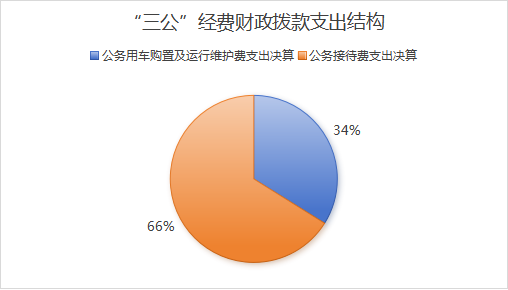 “三公”经费财政拨款支出结构
公务用车购置及运行维护费支出决算 公务接待费支出决算
34%
66%